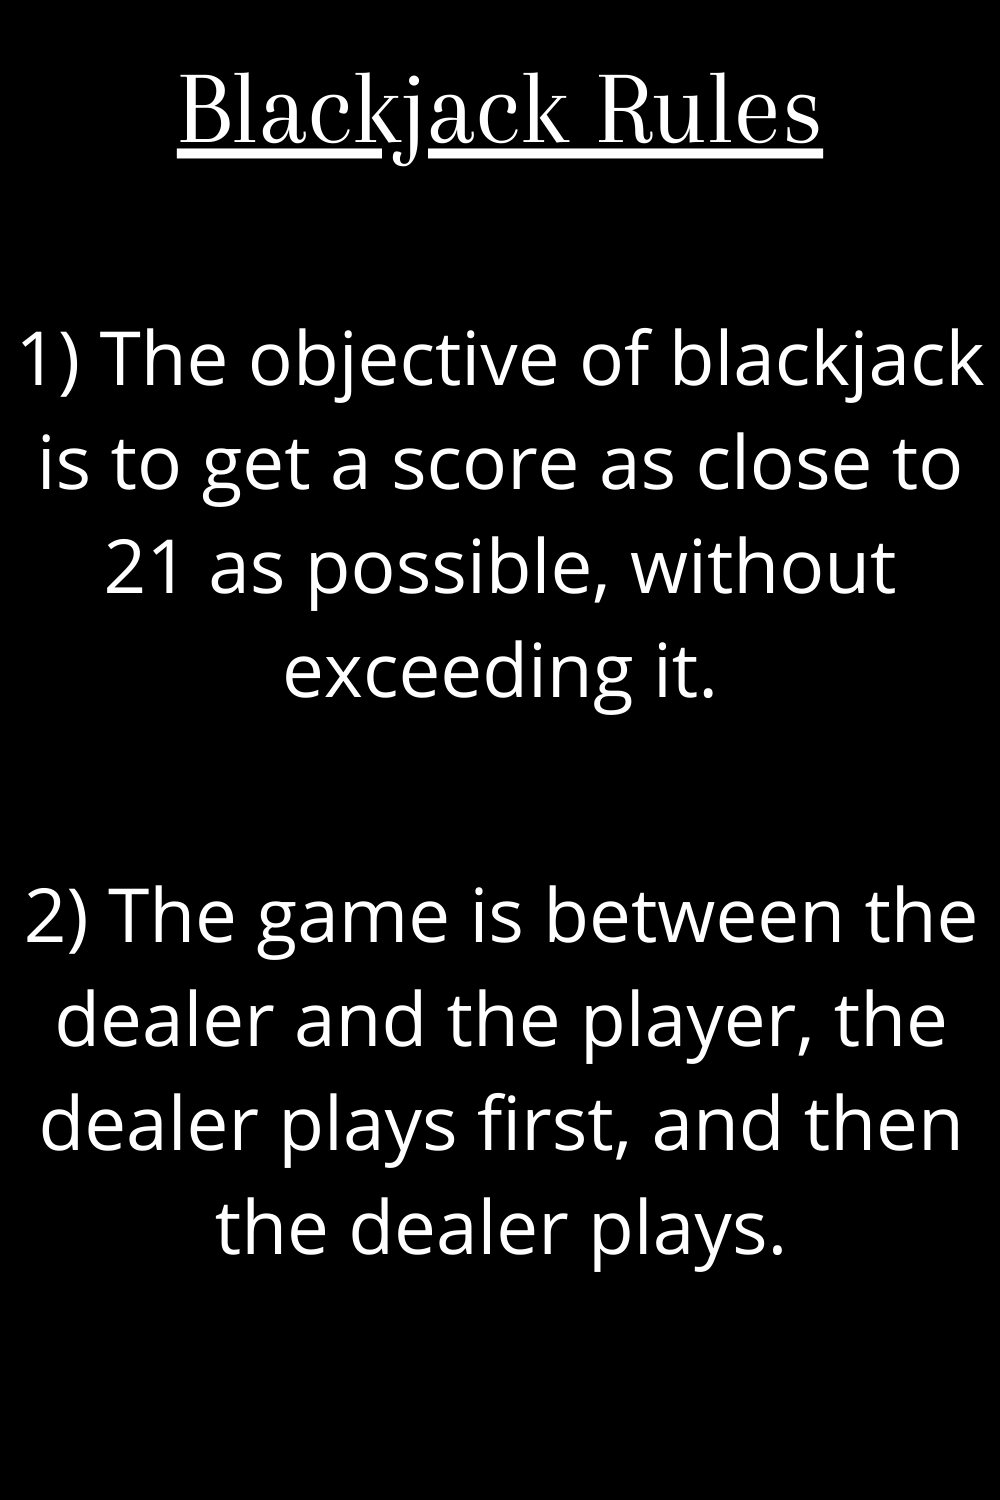 Blackjack Rules
1) The objective of blackjack
is to get a score as close to
21 as possible, without
exceeding it.
2) The game is between the
dealer and the player, the
dealer plays first, and then
the dealer plays.